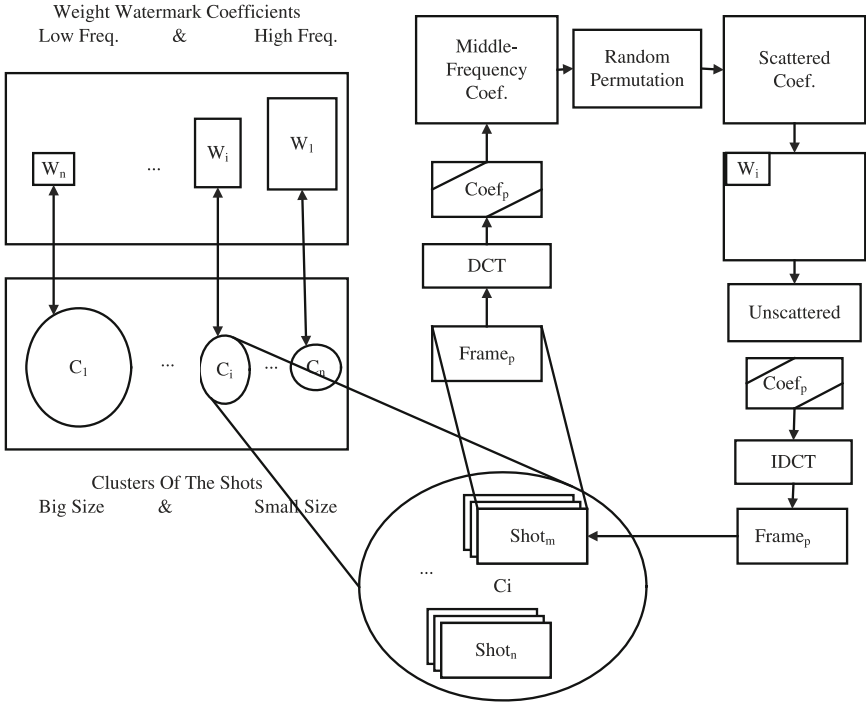 Weight Watermark Coefficients
Low Freq. & High Freq.
Wn
...
Wi
W1
C1
...
Ci
...
Cn
Clusters Of The Shots
Big Size & Small Size
Middle-
Frequency
Coef.
Random
Permutation
Scattered
Coef.
Coefp
DCT
Framep
Wi
Unscattered
Coefp
IDCT
Framep
Shotm
...
Ci
Shotn